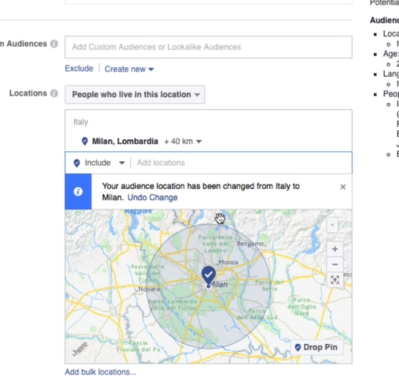 Potentia
Audienc
Loca
Age:
2
Lang
Peop
m Audiences
Add Custom Audiences or Lookalike Audiences
Exclude | Create new
Locations
People who live in this location
Italy
Milan, Lombardia + 40 km
Include | Add locations
Your audience location has been changed from Italy to
Milan. Undo Change
Bergamo
Monza
Novara
Milan
Drop Pin
Add bulk locations...